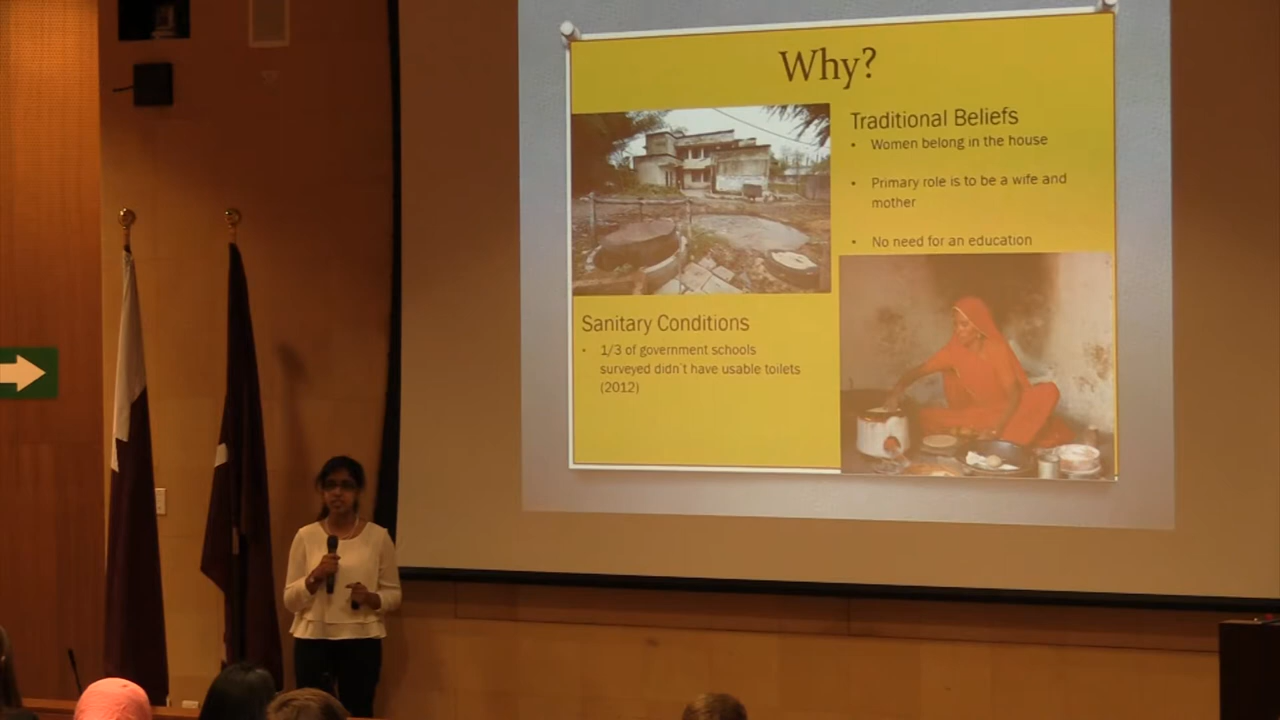 Why?
Traditional Beliefs
• Women belong in the house
• Primary role is to be a wife and
mother
• No need for an education
Sanitary Conditions
• 1/3 of government schools
surveyed didn't have usable toilets
(2012)